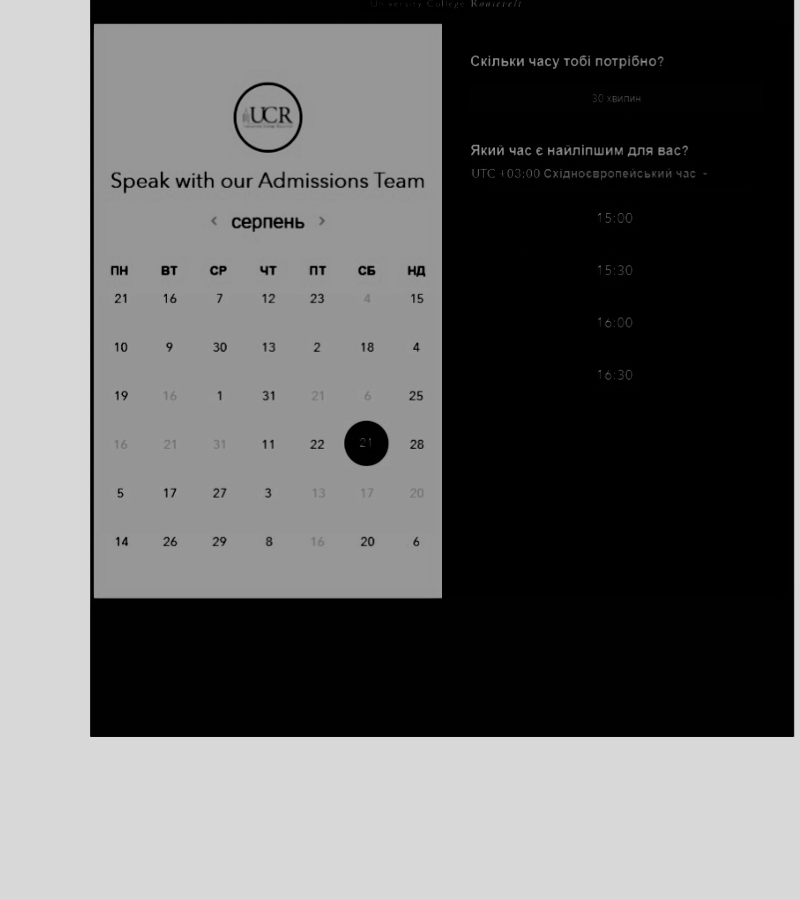 University College Roosevelt
UCR
Speak with our Admissions Team
‹ серпень ›
ПН ВТ СР ЧТ ПТ СБ НД
21 16 7 12 23 4 15
10 9 30 13 2 18 4
19 16 1 31 21 6 25
16 21 31 11 22 21 28
5 17 27 3 13 17 20
14 26 29 8 16 20 6
Скільки часу тобі потрібно?
30 хвилин
Який час є найліпшим для вас?
UTC +03:00 Східноєвропейський час
15:00
15:30
16:00
16:30